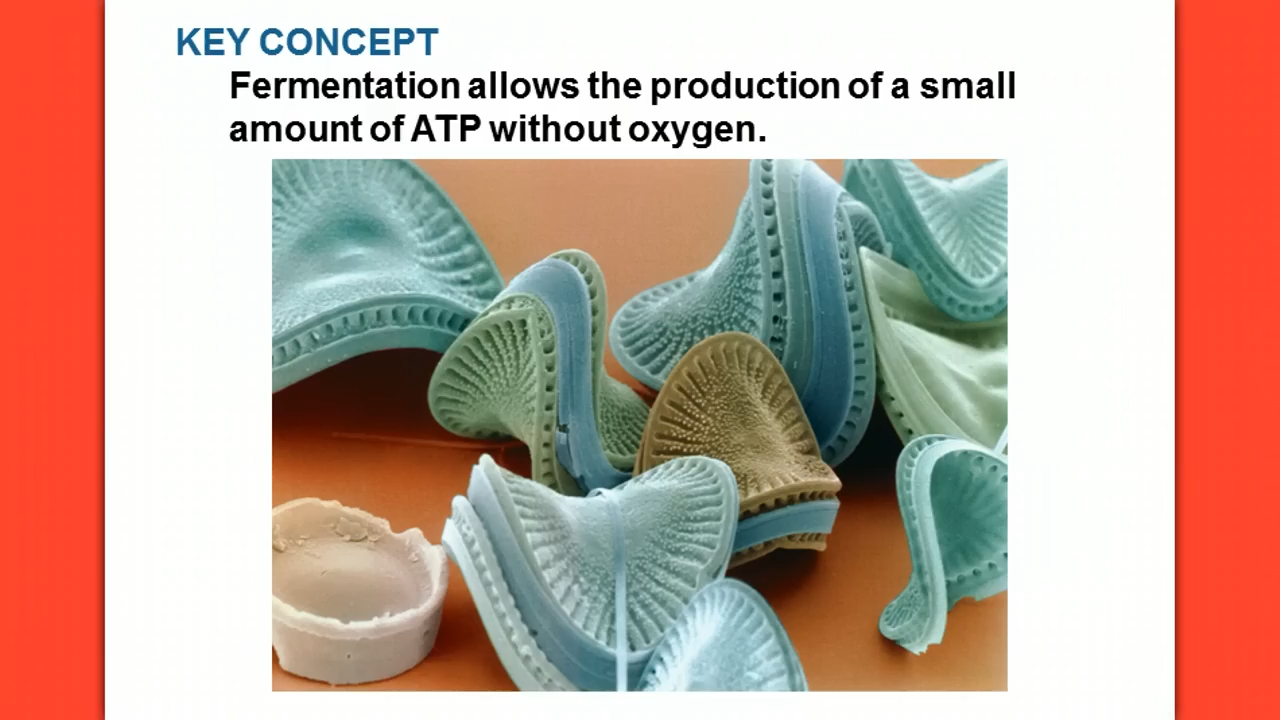 KEY CONCEPT
Fermentation allows the production of a small
amount of ATP without oxygen.